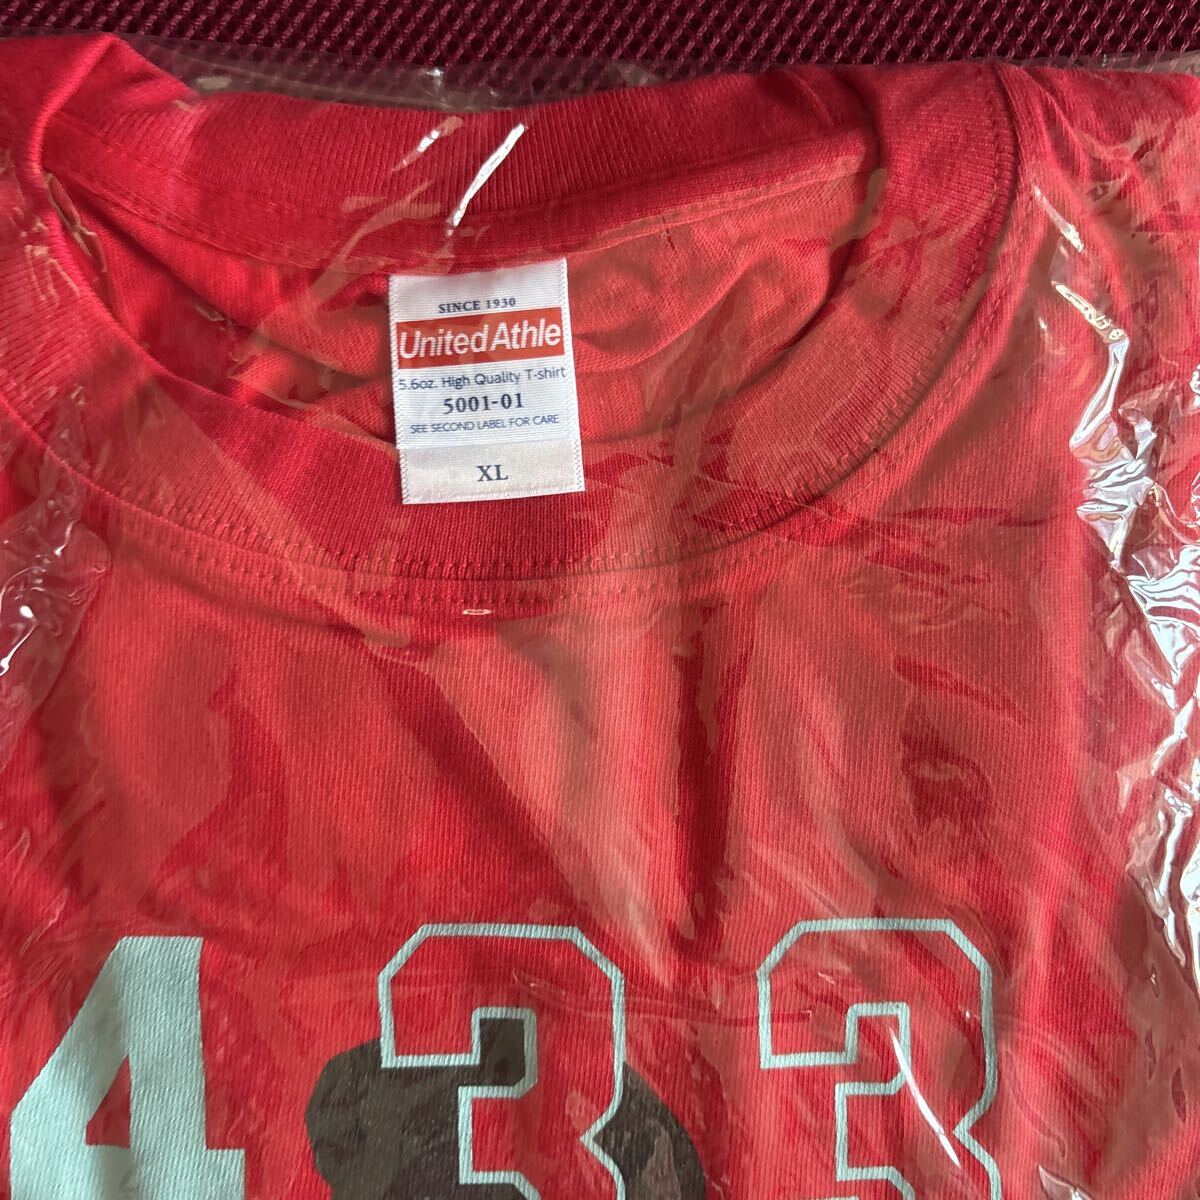 SINCE 1930
United Athle
5.6oz. High Quality T-shirt
5001-01
SEE SECOND LABEL FOR CARE
XL
433